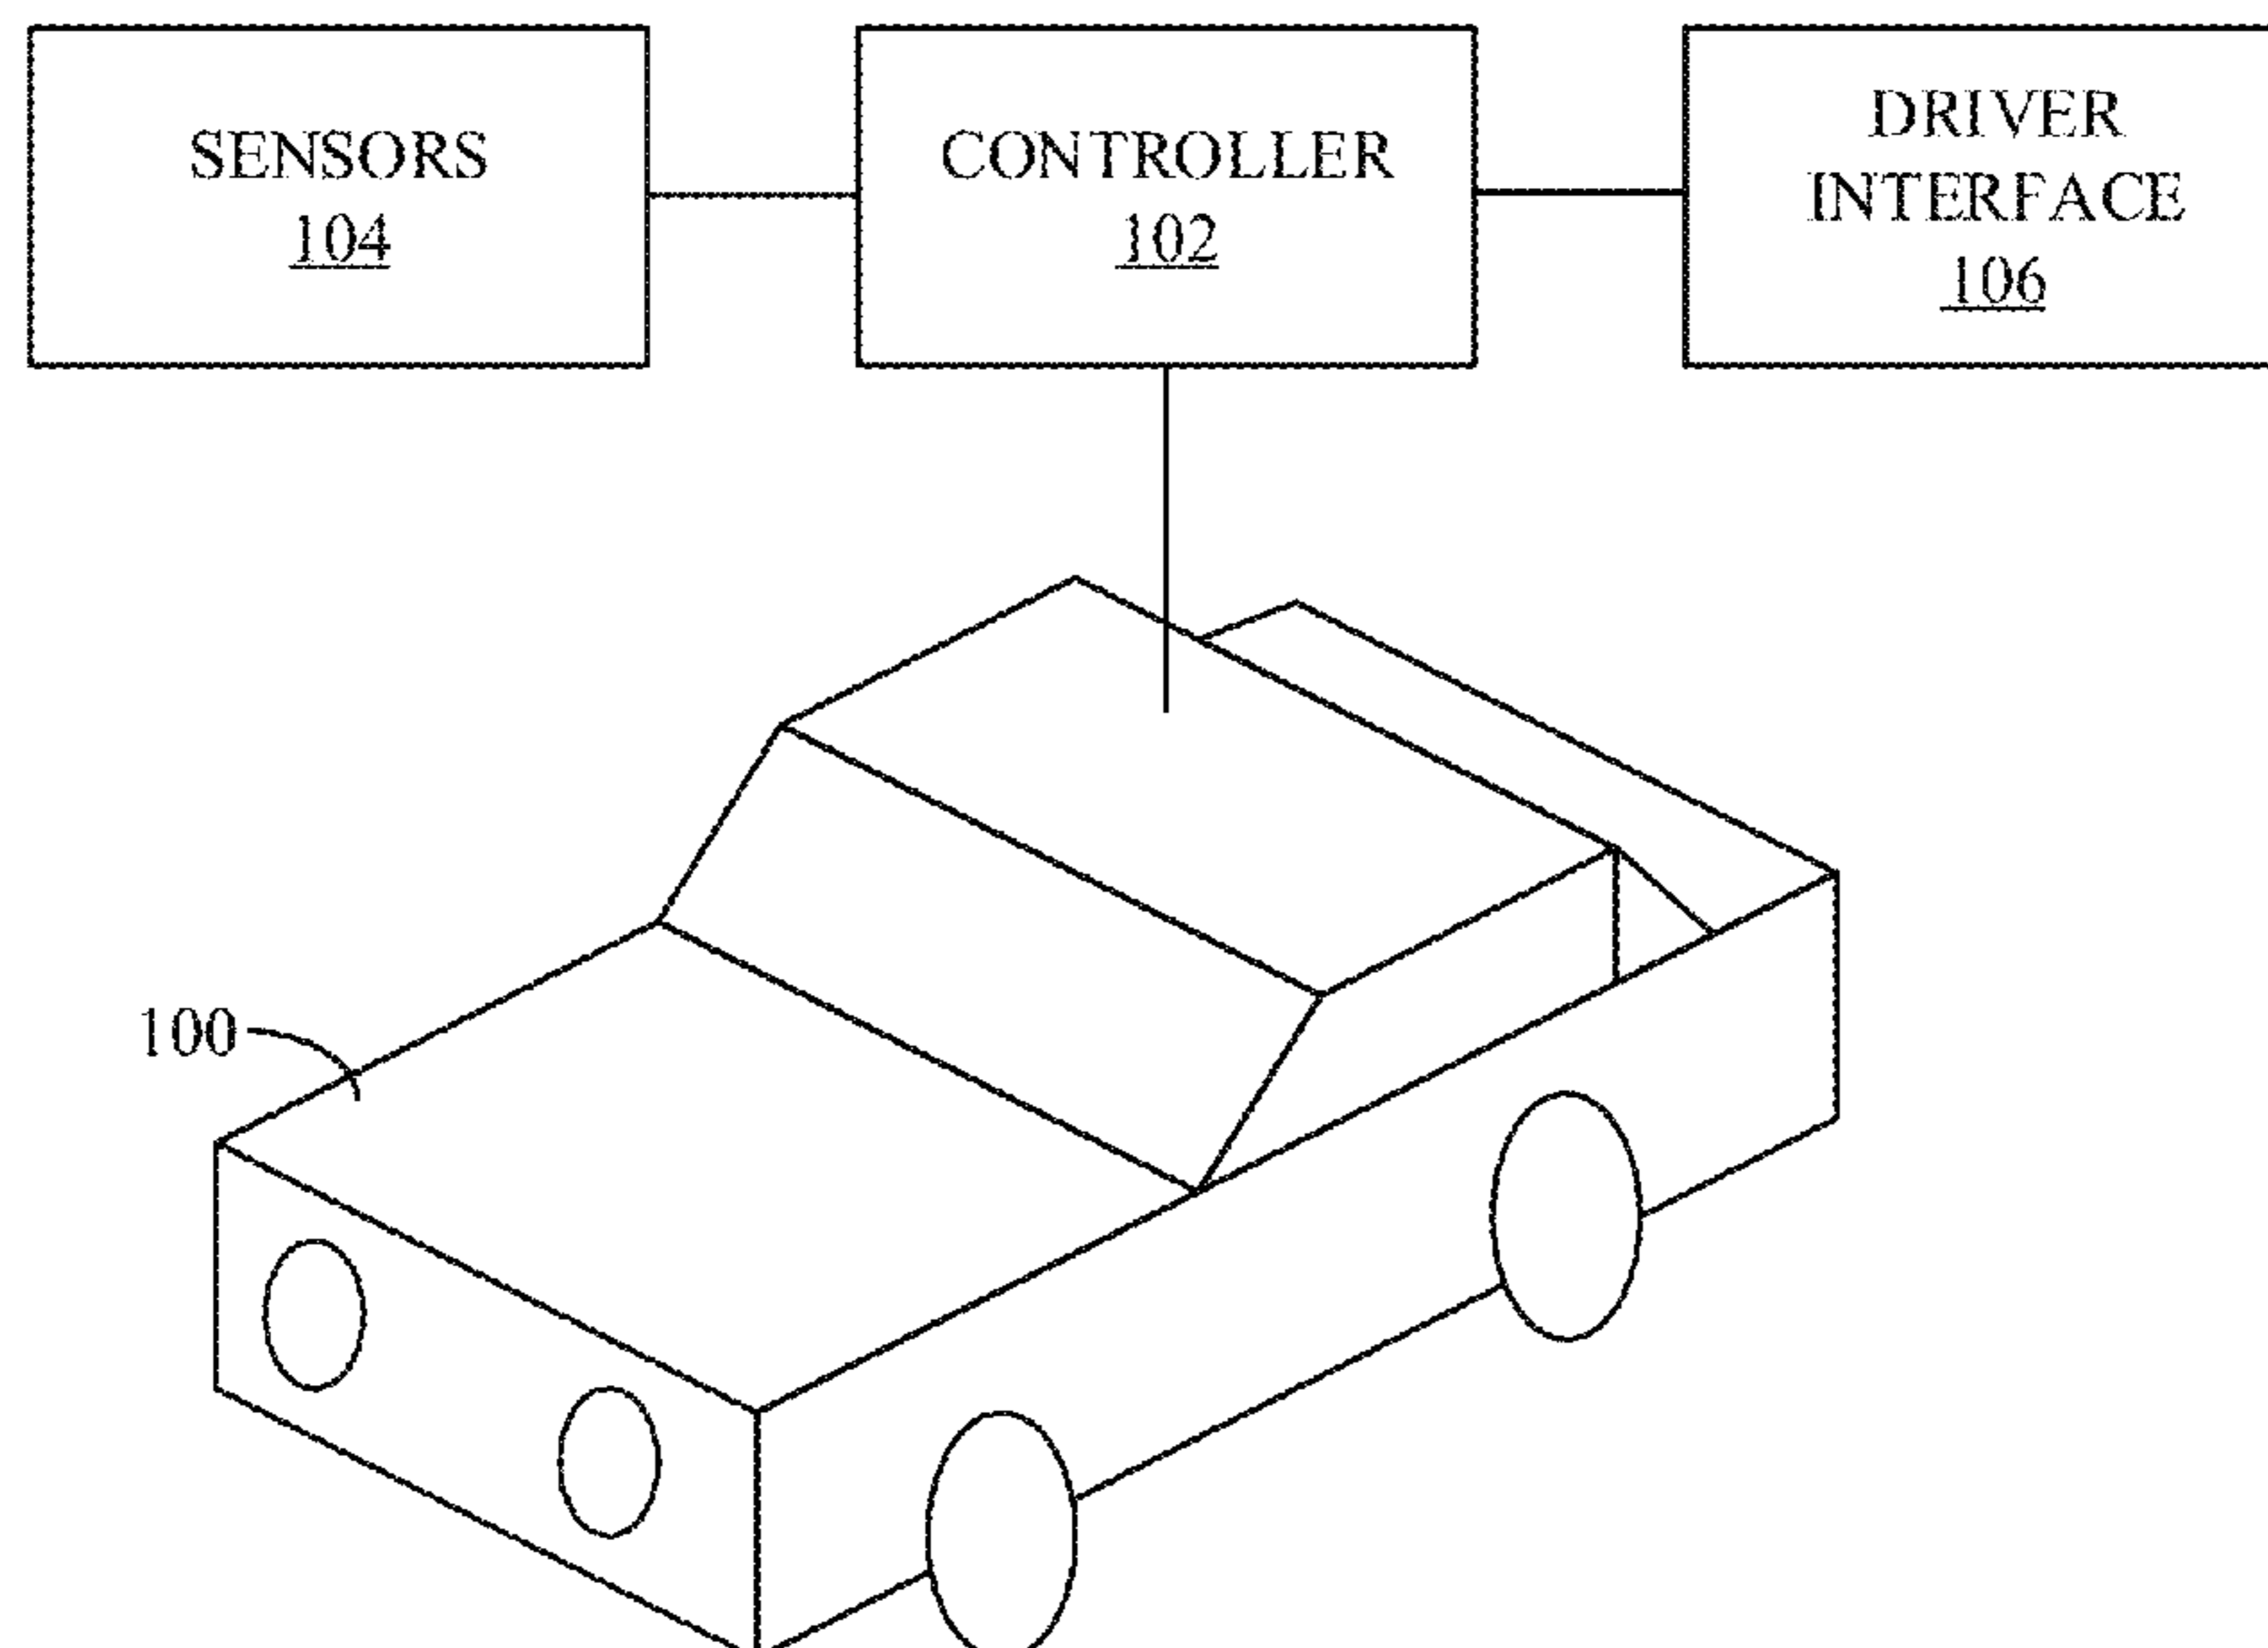 SENSORS
104
CONTROLLER
102
DRIVER
INTERFACE
106
100